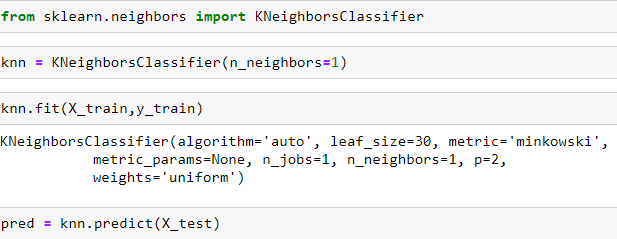 from sklearn.neighbors import KNeighborsClassifier
knn = KNeighborsClassifier(n_neighbors=1)
knn.fit(X_train,y_train)
KNeighborsClassifier(algorithm='auto', leaf_size=30, metric='minkowski',
metric_params=None, n_jobs=1, n_neighbors=1, p=2,
weights='uniform')
pred = knn.predict(X_test)